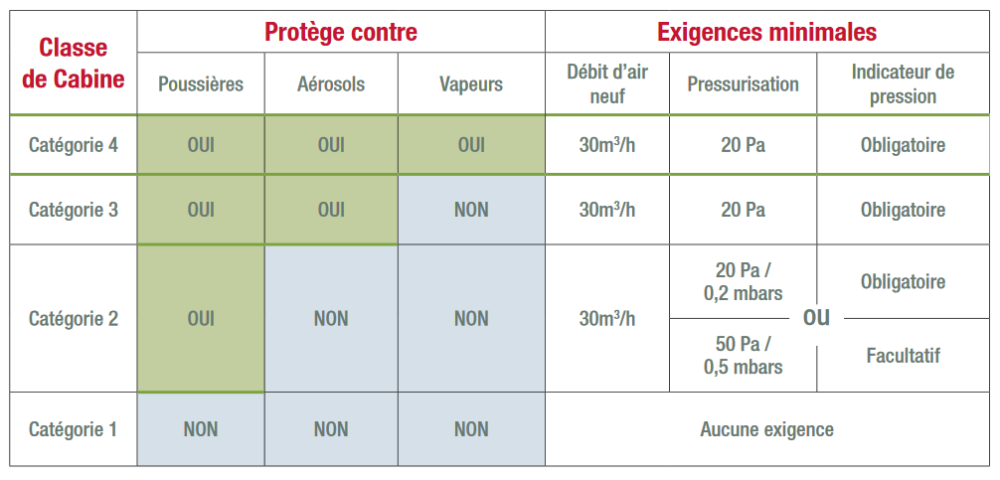 Classe
de Cabine
Protège contre
Exigences minimales
Poussières
Aérosols
Vapeurs
Débit d'air
neuf
Pressurisation
Indicateur de
pression
Catégorie 4
OUI
OUI
OUI
30m³/h
20 Pa
Obligatoire
Catégorie 3
OUI
OUI
NON
30m³/h
20 Pa
Obligatoire
Catégorie 2
OUI
NON
NON
30m³/h
20 Pa /
0,2 mbars
Obligatoire
OU
50 Pa /
0,5 mbars
Facultatif
Catégorie 1
NON
NON
NON
Aucune exigence